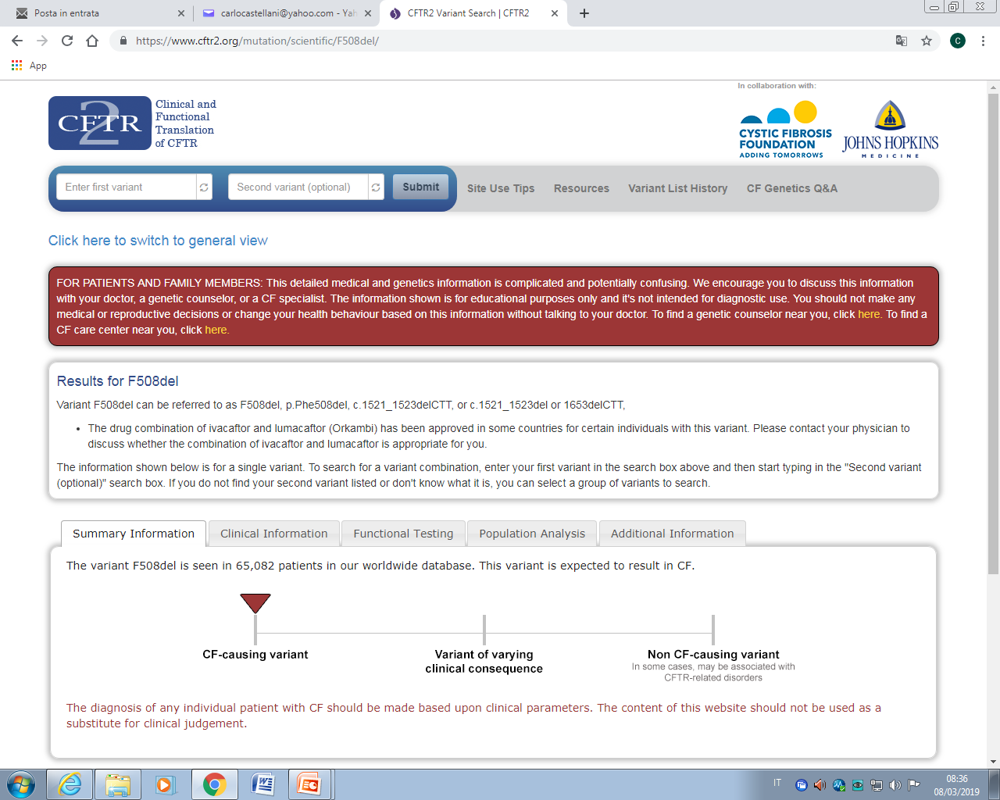 Posta in entrata
carlocastellani@yahoo.com - Yah
CFTR2 Variant Search | CFTR2
https://www.cftr2.org/mutation/scientific/F508del/
C
App
In collaboration with:
CFTR
2
Clinical and
Functional
Translation
of CFTR
CYSTIC FIBROSIS
FOUNDATION
ADDING TOMORROWS
JOHNS HOPKINS
MEDICINE
Enter first variant
Second variant (optional)
Submit
Site Use Tips
Resources
Variant List History
CF Genetics Q&A
Click here to switch to general view
FOR PATIENTS AND FAMILY MEMBERS: This detailed medical and genetics information is complicated and potentially confusing. We encourage you to discuss this information
with your doctor, a genetic counselor, or a CF specialist. The information shown is for educational purposes only and it's not intended for diagnostic use. You should not make any
medical or reproductive decisions or change your health behaviour based on this information without talking to your doctor. To find a genetic counselor near you, click here. To find a
CF care center near you, click here.
Results for F508del
Variant F508del can be referred to as F508del, p.Phe508del, c.1521_1523delCTT, or c.1521_1523del or 1653delCTT,
• The drug combination of ivacaftor and lumacaftor (Orkambi) has been approved in some countries for certain individuals with this variant. Please contact your physician to
discuss whether the combination of ivacaftor and lumacaftor is appropriate for you.
The information shown below is for a single variant. To search for a variant combination, enter your first variant in the search box above and then start typing in the "Second variant
(optional)" search box. If you do not find your second variant listed or don't know what it is, you can select a group of variants to search.
Summary Information
Clinical Information
Functional Testing
Population Analysis
Additional Information
The variant F508del is seen in 65,082 patients in our worldwide database. This variant is expected to result in CF.
CF-causing variant
Variant of varying
clinical consequence
Non CF-causing variant
In some cases, may be associated with
CFTR-related disorders
The diagnosis of any individual patient with CF should be made based upon clinical parameters. The content of this website should not be used as a
substitute for clinical judgement.
IT
08:36
08/03/2019